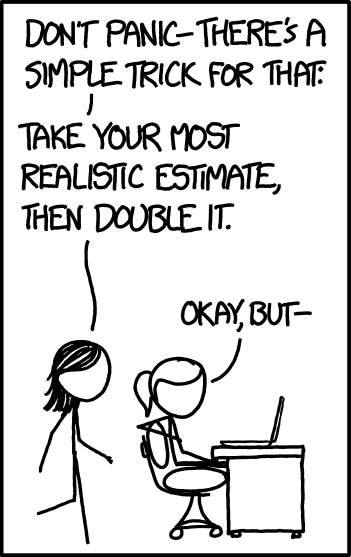 DON'T PANIC–THERE'S A
SIMPLE TRICK FOR THAT:
TAKE YOUR MOST
REALISTIC ESTIMATE,
THEN DOUBLE IT.
OKAY, BUT–